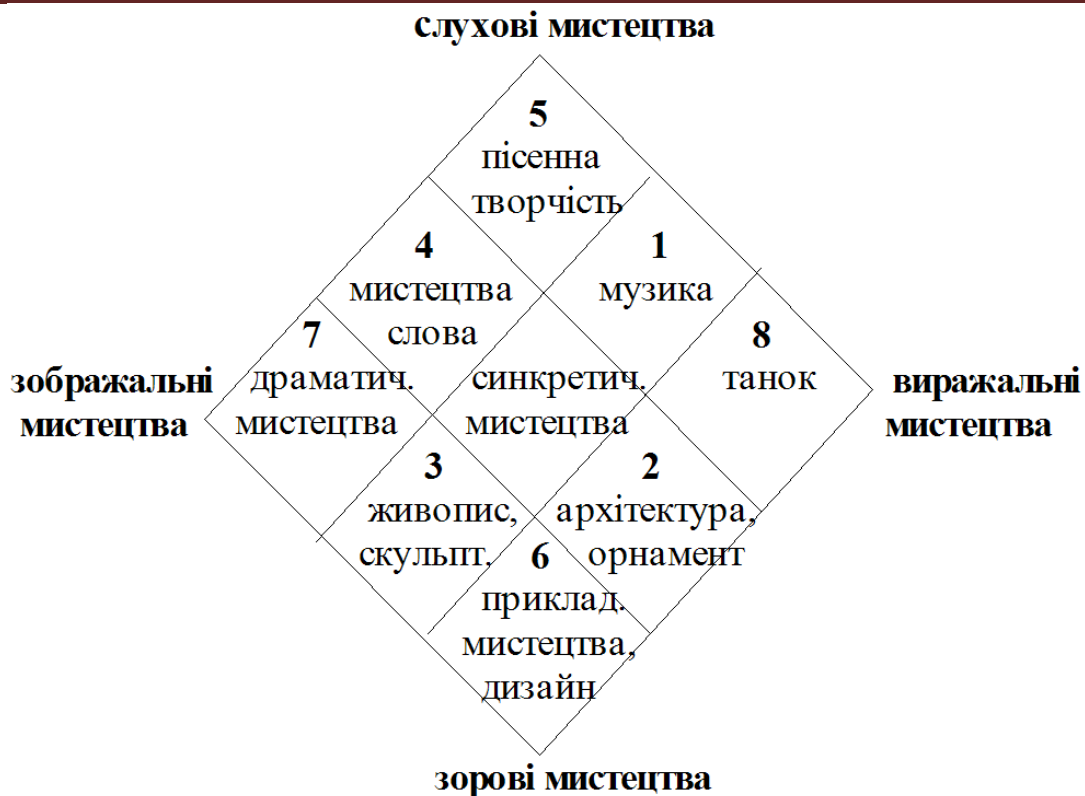 слухові мистецтва
5
пісенна
творчість
4
мистецтва
слова
1
музика
7
драматич.
мистецтва
синкретич.
мистецтва
8
танок
зображальні
мистецтва
виражальні
мистецтва
3
живопис,
скульпт.
2
архітектура,
орнамент
6
приклад.
мистецтва,
дизайн
зорові мистецтва